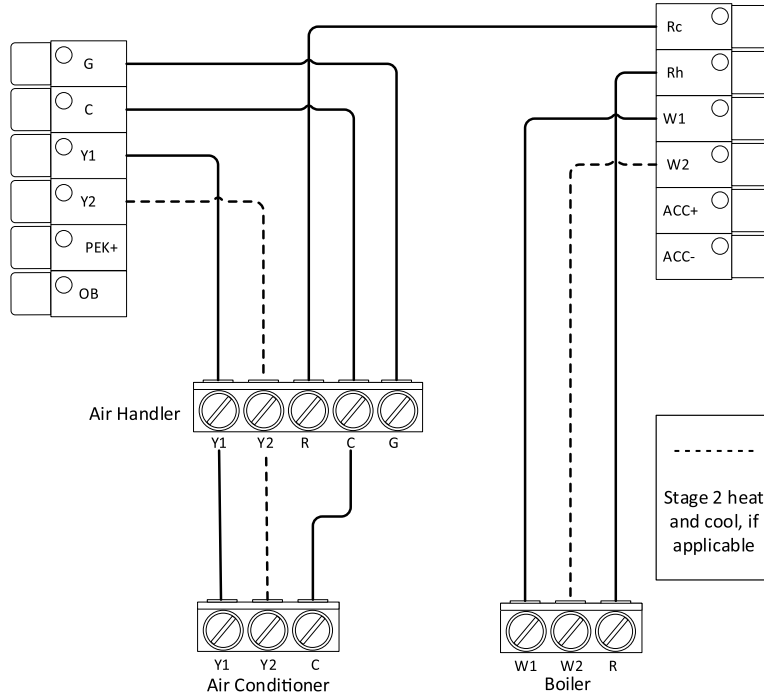 G
C
Y1
Y2
PEK+
OB
Rc
Rh
W1
W2
ACC+
ACC-
Air Handler
Y1 Y2 R C G
Stage 2 heat
and cool, if
applicable
Y1 Y2 C
Air Conditioner
W1 W2 R
Boiler